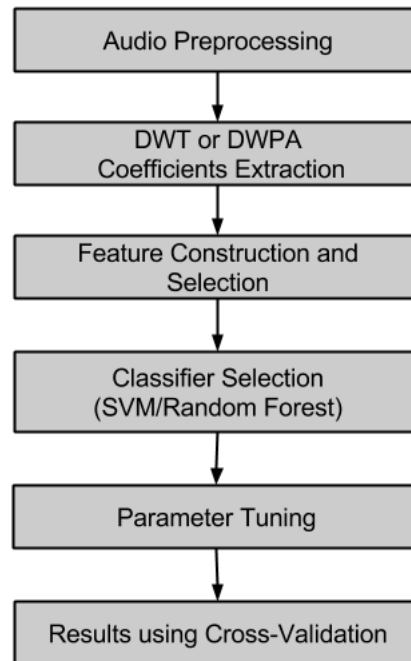 Audio Preprocessing
DWT or DWPA
Coefficients Extraction
Feature Construction and
Selection
Classifier Selection
(SVM/Random Forest)
Parameter Tuning
Results using Cross-Validation